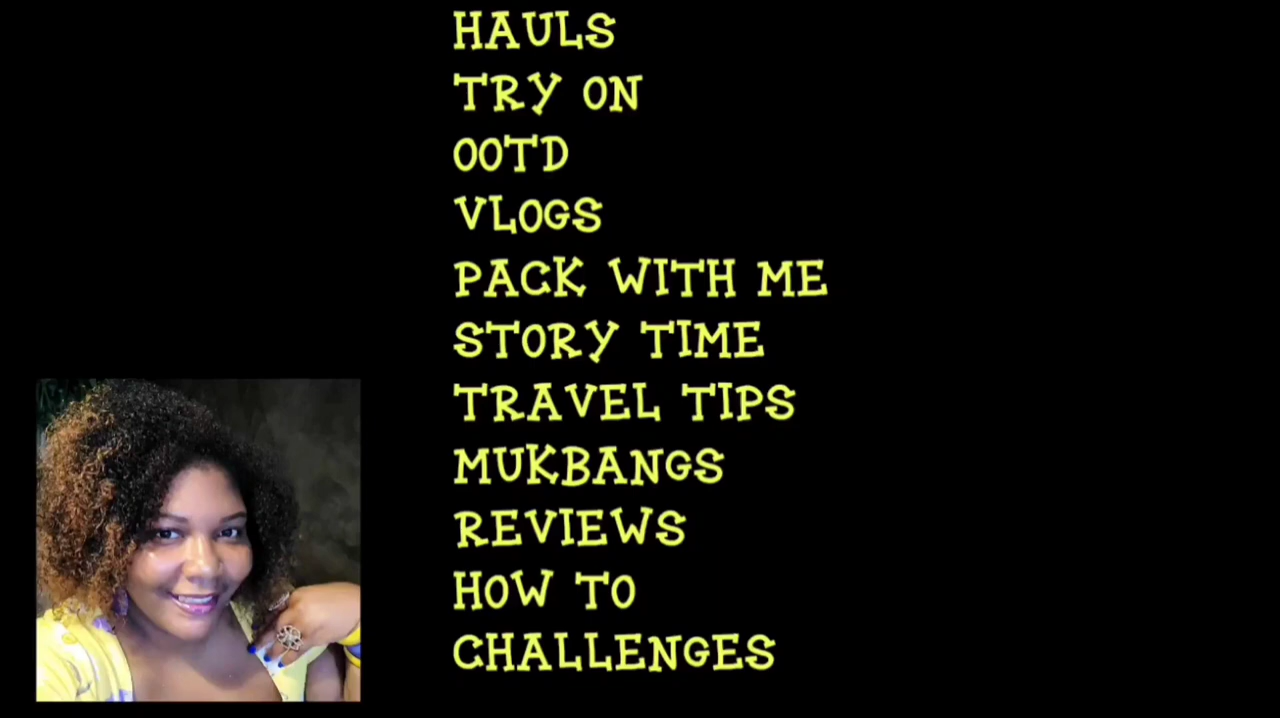 HAULS
TRY ON
OOTD
VLOGS
PACK WITH ME
STORY TIME
TRAVEL TIPS
MUKBANGS
REVIEWS
HOW TO
CHALLENGES